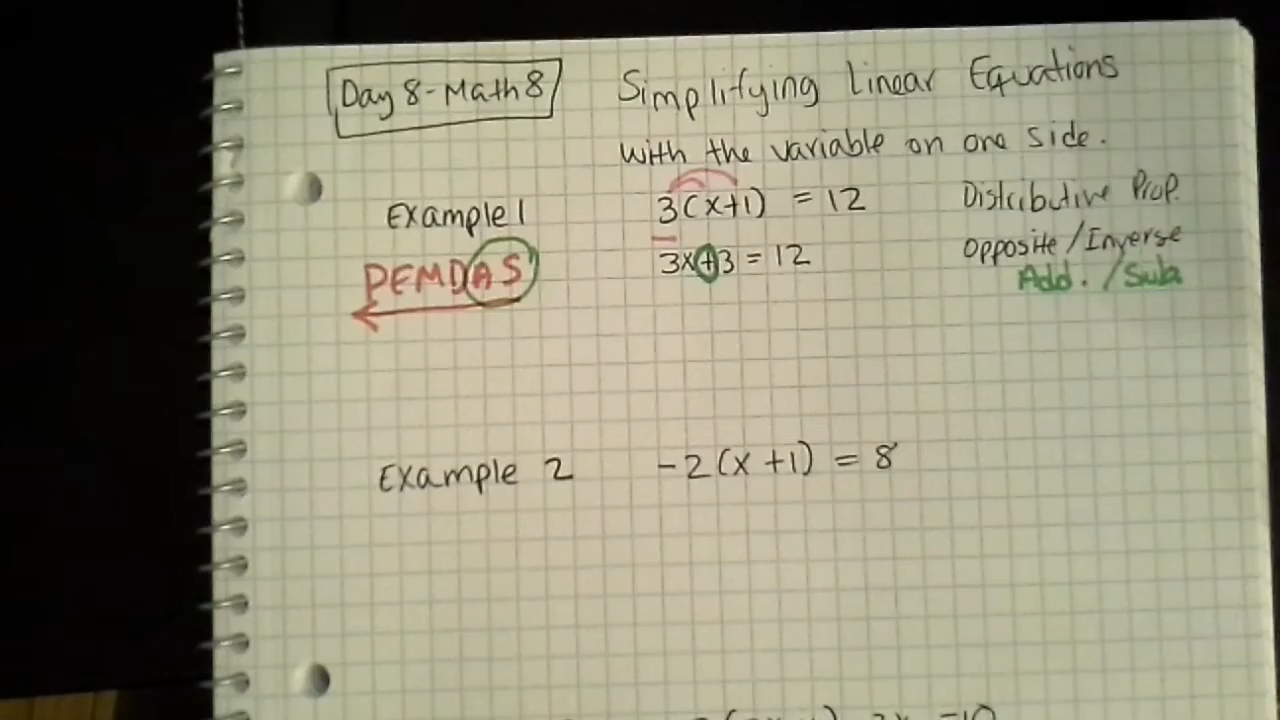 Day 8 - Math 8
Simplifying Linear Equations
with the variable on one side.
Example 1
3(x+1) = 12
Distributive Prop.
PEMDAS
3x+3 = 12
Opposite/Inverse
Add. /Sub
Example 2
-2(x+1) = 8